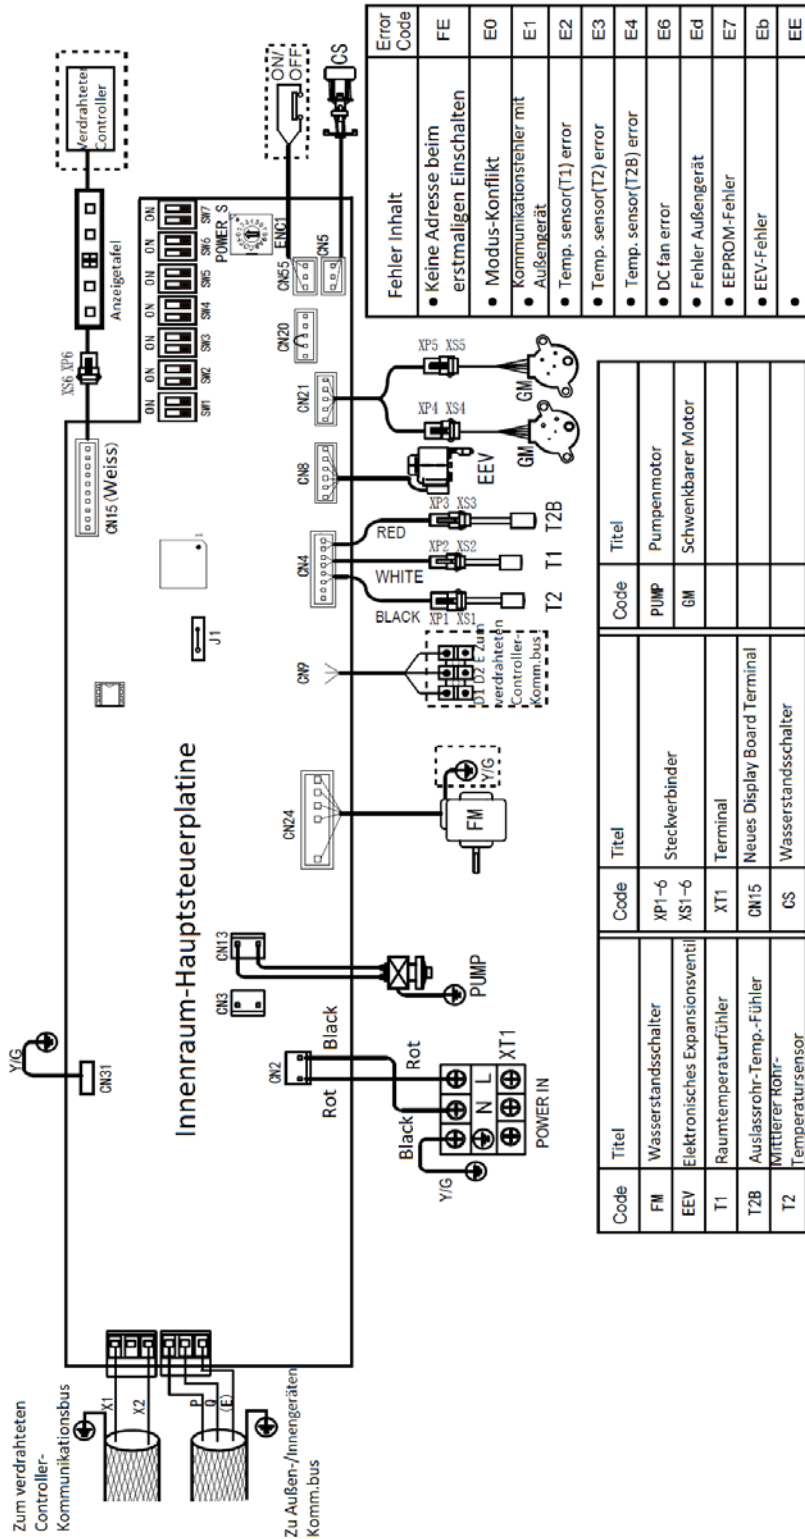 Zum verdrahteten
Controller-
Kommunikationsbus
X1
X2
P
Q
(E)
Zu Außen-/Innengeräten
Komm.bus
Y/G
CN31
Innenraum-Hauptsteuerplatine
J1
CN15 (Weiss)
XS6 XP6
Anzeigetafel
Verdrahteter
Controller
ON
ON
ON
ON
ON
ON
ON
SW1
SW2
SW3
SW4
SW5
SW6
SW7
POWER_S
ENC1
CN2
CN3
CN13
CN24
CN9
CN4
CN8
CN21
CN20
CN55
CN5
ON/
OFF
CS
Rot
Black
Black
Rot
Y/G
N
L
XT1
POWER IN
PUMP
FM
Y/G
D1 D2 E Zum
verdrahteten
Controller-
Komm.bus
BLACK
WHITE
RED
XP1 XS1
XP2 XS2
XP3 XS3
T2
T1
T2B
EEV
XP4 XS4
XP5 XS5
GM
GM
Code Titel Code Titel Code Titel
FM Wasserstandsschalter XP1-6 Steckverbinder PUMP Pumpenmotor
EEV Elektronisches Expansionsventil XS1-6 GM Schwenkbarer Motor
T1 Raumtemperaturfühler XT1 Terminal
T2B Auslassrohr-Temp.-Fühler CN15 Neues Display Board Terminal
T2 Mittlerer Rohr-
Temperatursensor CS Wasserstandsschalter
Fehler Inhalt Error
Code
● Keine Adresse beim
erstmaligen Einschalten FE
● Modus-Konflikt E0
● Kommunikationsfehler mit
Außengerät E1
● Temp. sensor(T1) error E2
● Temp. sensor(T2) error E3
● Temp. sensor(T2B) error E4
● DC fan error E6
● Fehler Außengerät Ed
● EEPROM-Fehler E7
● EEV-Fehler Eb
● EE